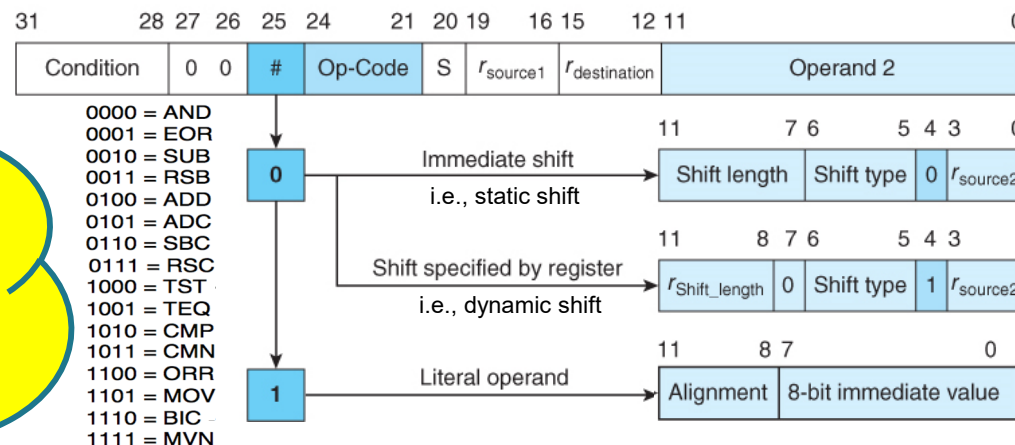 31 28 27 26 25 24 21 20 19 16 15 12 11 0
Condition 0 0 # Op-Code S rsource1 rdestination Operand 2
0000 = AND
0001 = EOR
0010 = SUB
0011 = RSB
0100 = ADD
0101 = ADC
0110 = SBC
0111 = RSC
1000 = TST
1001 = TEQ
1010 = CMP
1011 = CMN
1100 = ORR
1101 = MOV
1110 = BIC
1111 = MVN
11 7 6 5 4 3 0
0 Immediate shift Shift length Shift type 0 rsource2
i.e., static shift
11 8 7 6 5 4 3 0
Shift specified by register rShift_length 0 Shift type 1 rsource2
i.e., dynamic shift
11 8 7 0
1 Literal operand Alignment 8-bit immediate value